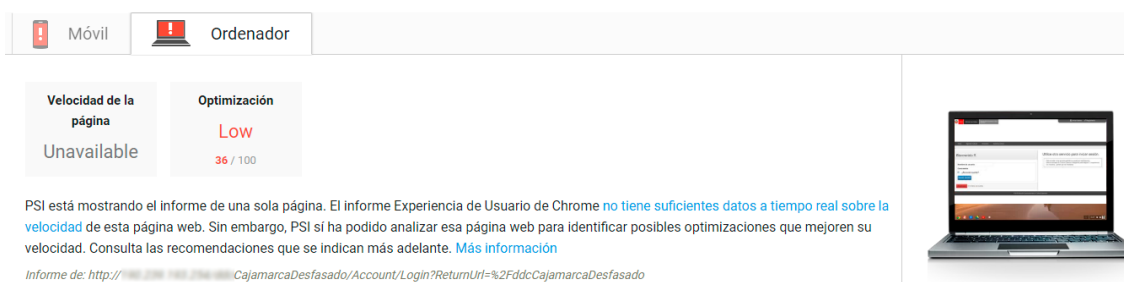 Móvil
Ordenador
Velocidad de la
página
Unavailable
Optimización
Low
36 / 100
PSI está mostrando el informe de una sola página. El informe Experiencia de Usuario de Chrome no tiene suficientes datos a tiempo real sobre la
velocidad de esta página web. Sin embargo, PSI sí ha podido analizar esa página web para identificar posibles optimizaciones que mejoren su
velocidad. Consulta las recomendaciones que se indican más adelante. Más información
Informe de: http:// CajamarcaDesfasado/Account/Login?ReturnUrl=%2FddcCajamarcaDesfasado